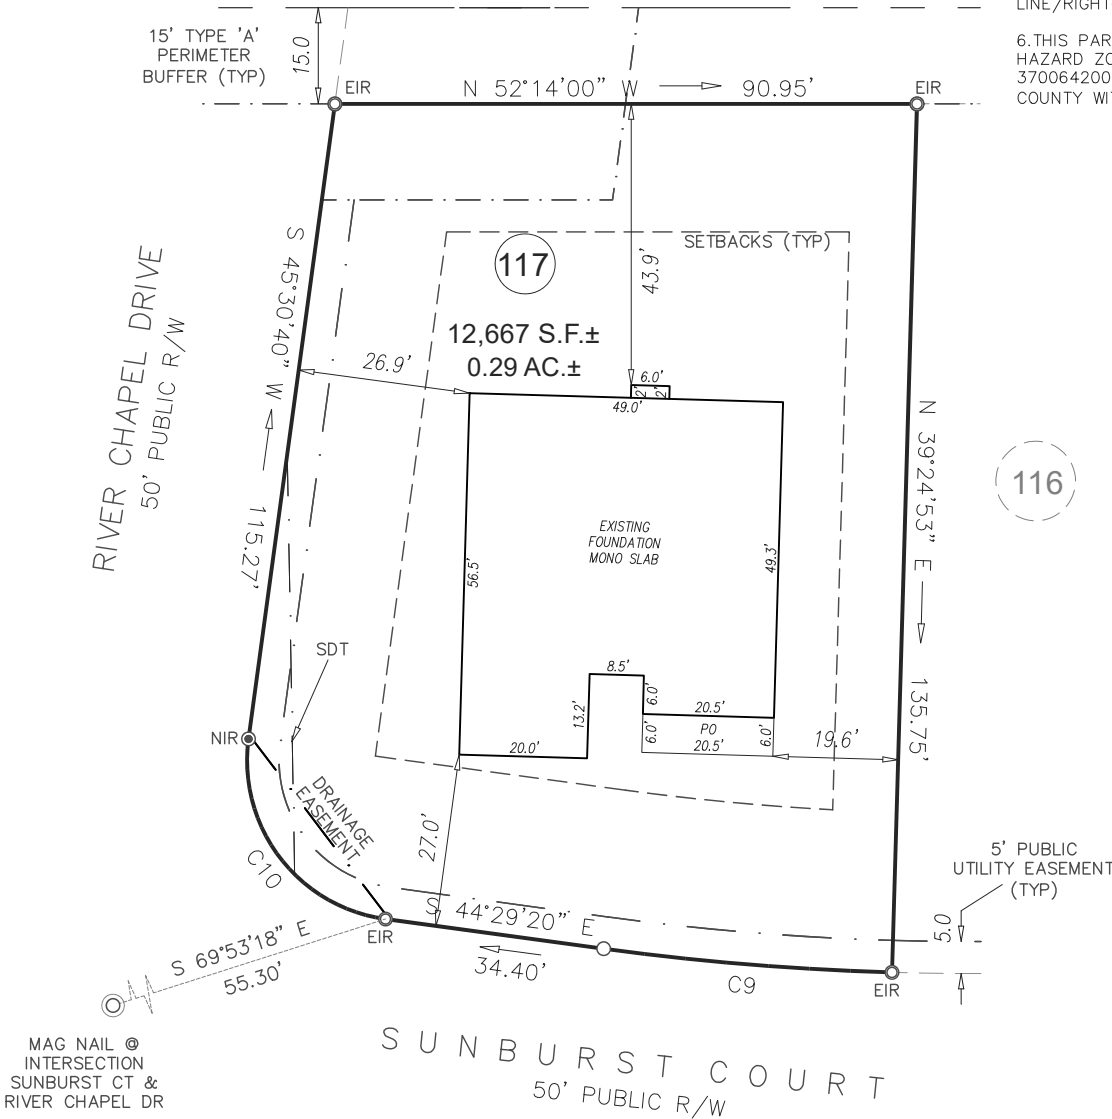 LINE/RIGHT
15' TYPE 'A'
PERIMETER
BUFFER (TYP)
15.0
6.THIS PAR
HAZARD ZO
370064200
COUNTY WI
EIR
N 52°14'00" W
90.95'
EIR
SETBACKS (TYP)
117
43.9'
12,667 S.F.±
0.29 AC.±
S 45°30'40" W
115.27'
RIVER CHAPEL DRIVE
50' PUBLIC R/W
26.9'
6.0'
2'
2'
49.0'
N 39°24'53" E
135.75'
116
EXISTING
FOUNDATION
MONO SLAB
56.5'
49.3'
SDT
8.5'
13.2'
6.0'
20.5'
PO
6.0'
20.5'
6.0'
20.0'
19.6'
NIR
DRAINAGE
EASEMENT
27.0'
C10
5' PUBLIC
UTILITY EASEMENT
(TYP)
5.0
S 44°29'20" E
34.40'
EIR
S 69°53'18" E
55.30'
C9
EIR
MAG NAIL @
INTERSECTION
SUNBURST CT &
RIVER CHAPEL DR
SUNBURST COURT
50' PUBLIC R/W